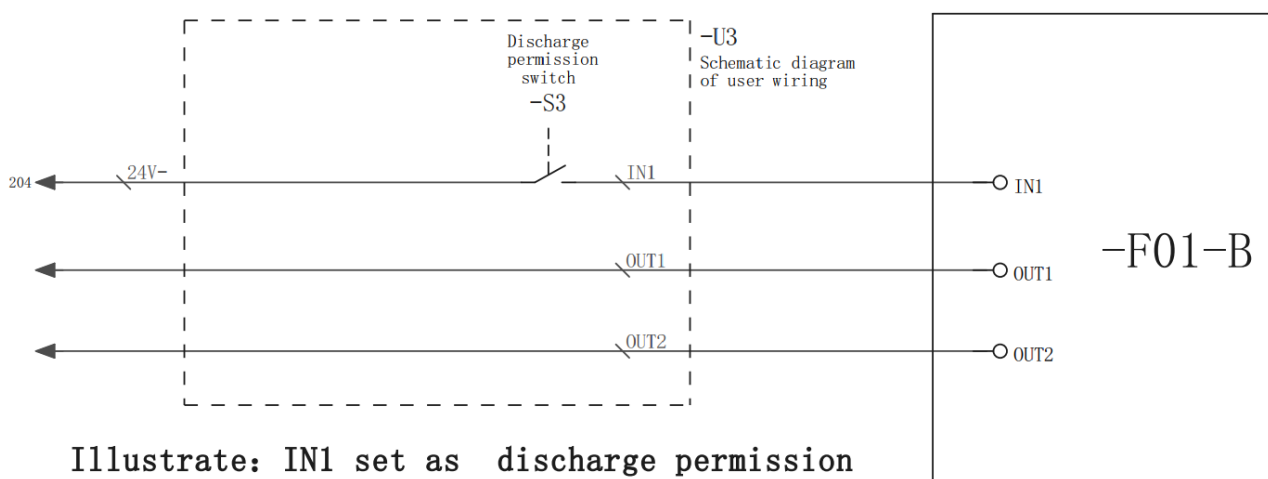 Discharge
permission
switch
-S3
-U3
Schematic diagram
of user wiring
204
24V-
IN1
IN1
-F01-B
OUT1
OUT1
OUT2
OUT2
Illustrate: IN1 set as discharge permission